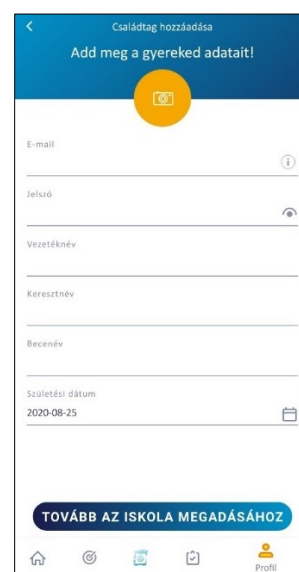 Családtag hozzáadása
Add meg a gyereked adatait!
E-mail
Jelszó
Vezetéknév
Keresztnév
Becenév
Születési dátum
2020-08-25
TOVÁBB AZ ISKOLA MEGADÁSÁHOZ
Profil